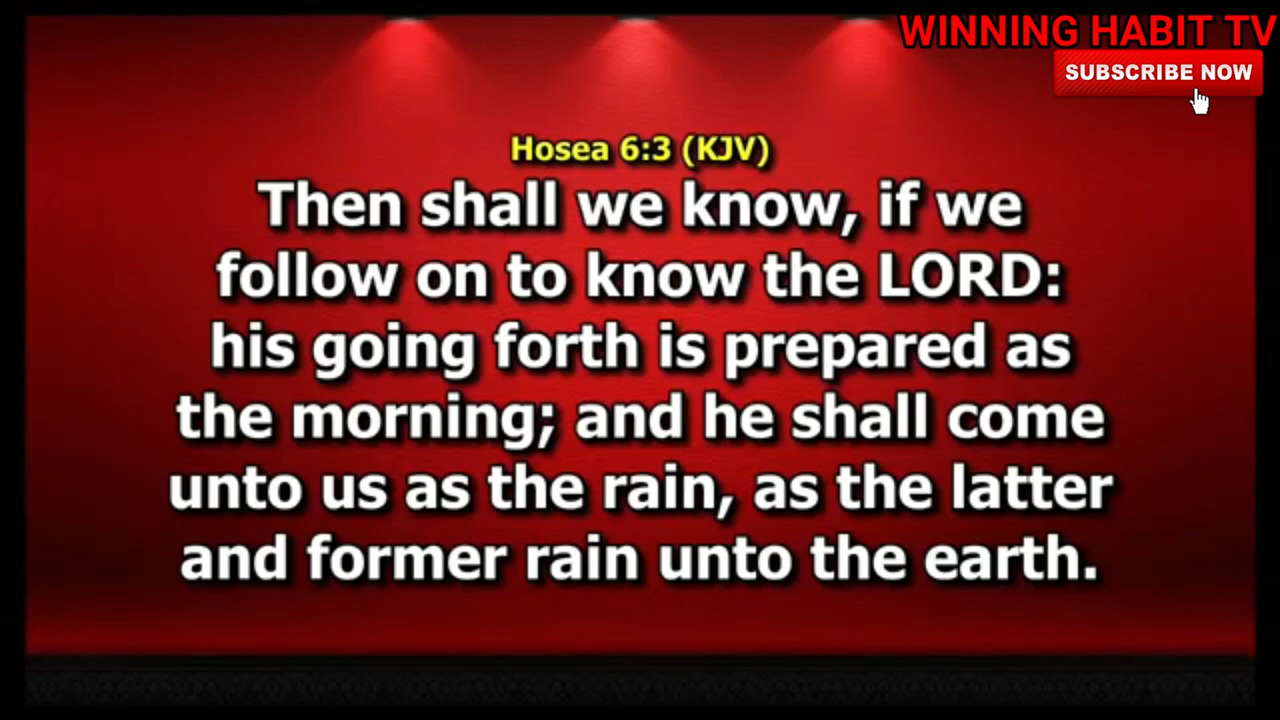 WINNING HABIT TV
SUBSCRIBE NOW
Hosea 6:3 (KJV)
Then shall we know, if we
follow on to know the LORD:
his going forth is prepared as
the morning; and he shall come
unto us as the rain, as the latter
and former rain unto the earth.